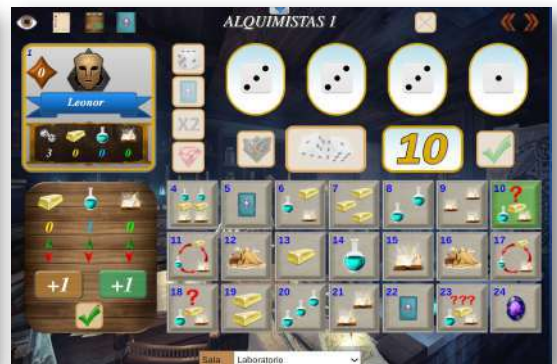 ALQUIMISTAS I
1
0
Leonor
3 0 0 0
X2
10
0 1 0
+1 +1
4 5 6 7 8 9 10 ?
11 12 13 14 15 16 17
18 ? 19 20 21 22 23 ??? 24
Sala Laboratorio